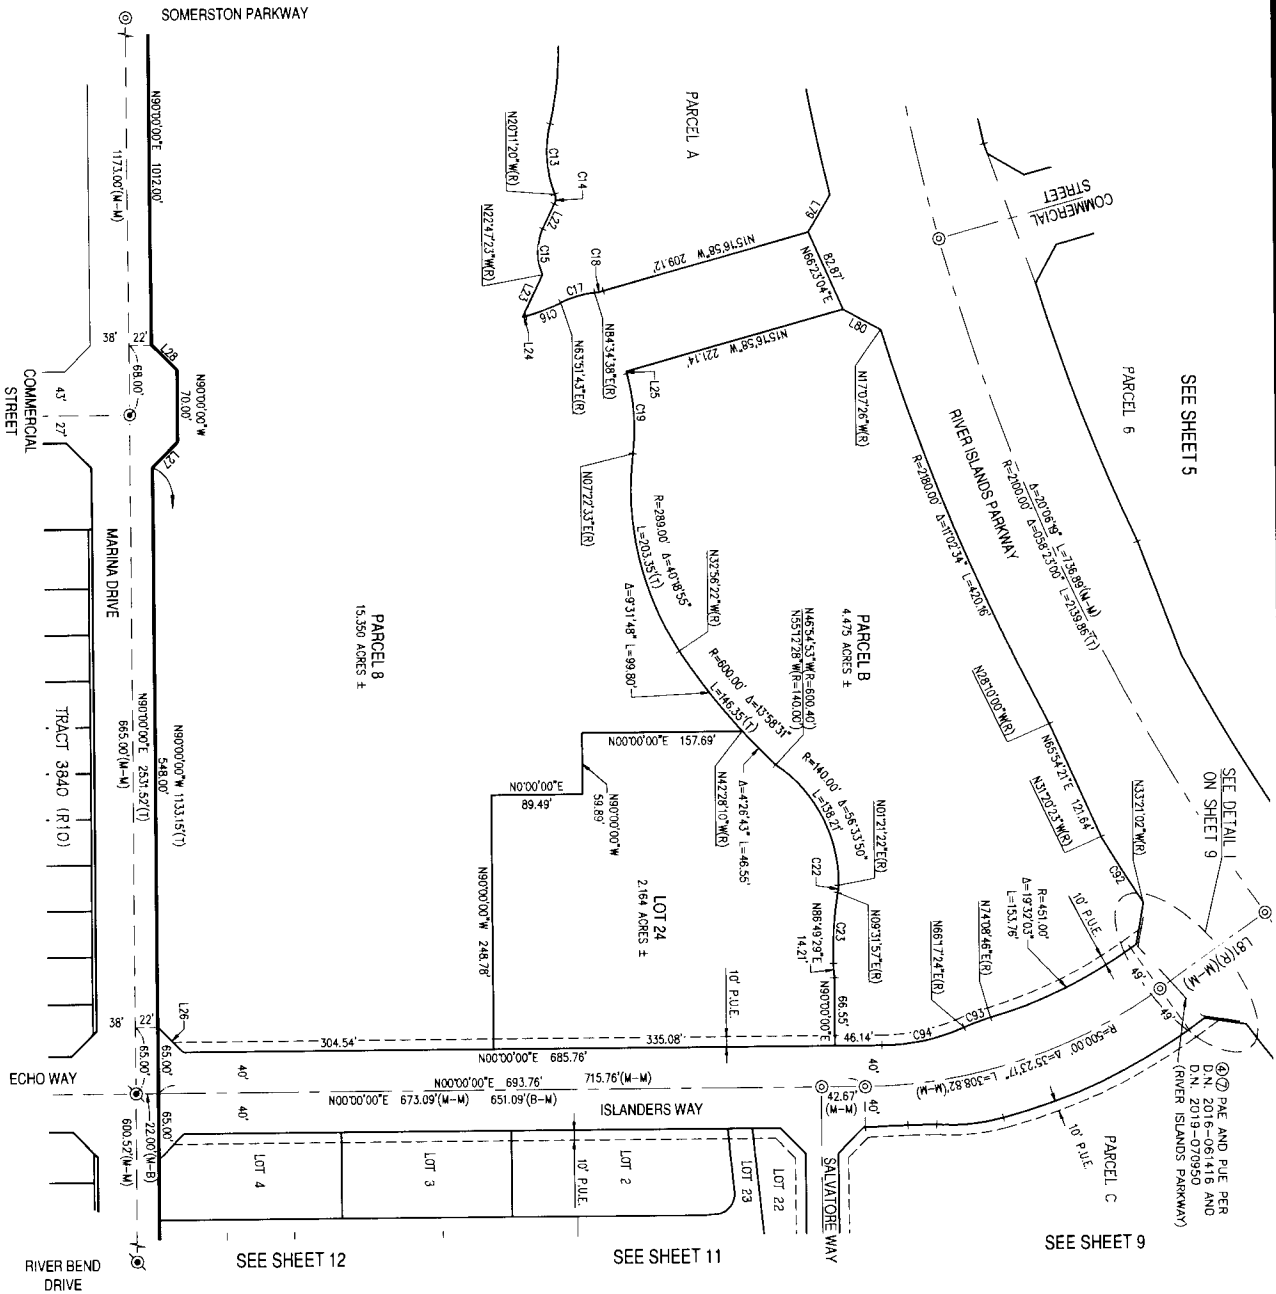 SOMERSTON PARKWAY
N90°00'00"E 1012.00'
1173.00'(M-M)
PARCEL A
N20°11'20"W(R)
C13
C14
L22
C15
N22°47'23"W(R)
L23
L24
C16
C17
C18
N63°51'43"E(R)
N84°34'38"E(R)
N15°16'58"W 209.12'
L79
82.87'
N66°23'04"E
L80
N15°16'58"W 221.14'
L25
C19
N17°07'26"W(R)
N07°22'33"E(R)
COMMERCIAL
STREET
PARCEL 6
SEE SHEET 5
RIVER ISLANDS PARKWAY
Δ=20°06'19" L=736.89'(M-M)
R=2100.00' Δ=058°23'00" L=2139.86'(T)
R=2180.00' Δ=11°02'34" L=420.16'
38'
22'
L28
68.00'
N90°00'00"W
70.00'
L27
43'
27'
COMMERCIAL
STREET
MARINA DRIVE
TRACT 3840 (R10)
N90°00'00"E 2531.52'(T)
665.00'(M-M)
N90°00'00"W 1133.15'(T)
548.00'
PARCEL 8
15.350 ACRES ±
R=289.00' Δ=40°18'55"
L=203.35'(T)
N32°56'22"W(R)
Δ=9°31'48" L=99.80'
R=600.00' Δ=13°58'31"
L=146.35'(T)
N46°54'53"W(R=600.40')
N55°12'28"W(R=140.00')
PARCEL B
4.475 ACRES ±
N00°00'00"E 157.69'
N42°28'10"W(R)
Δ=4°26'43" L=46.55'
N0°00'00"E
89.49'
N90°00'00"W
59.89'
R=140.00' Δ=56°33'50"
L=138.21'
N01°21'22"E(R)
C22
N09°31'57"E(R)
C23
N86°49'29"E
14.21'
66.55'
N90°00'00"E
LOT 24
2.164 ACRES ±
N90°00'00"W 248.78'
N28°10'00"W(R)
N65°54'21"E 121.64'
N31°20'23"W(R)
C92
N33°21'02"W(R)
SEE DETAIL 1
ON SHEET 9
L81(R)(M-M)
10' P.U.E.
R=451.00'
Δ=19°32'03"
L=153.76'
N74°08'46"E(R)
N66°17'24"E(R)
C93
C94
49'
49'
R=500.00' Δ=35°23'17" L=308.82'(M-M)
④⑦ PAE AND PUE PER
D.N. 2016-061416 AND
D.N. 2019-070950
(RIVER ISLANDS PARKWAY)
10' P.U.E.
PARCEL C
10' P.U.E.
L26
38'
22'
304.54'
335.08'
46.14'
N00°00'00"E 685.76'
65.00'
65.00'
40'
40'
ECHO WAY
N00°00'00"E 693.76'
715.76'(M-M)
N00°00'00"E 673.09'(M-M) 651.09'(B-M)
42.67'
(M-M)
40'
40'
ISLANDERS WAY
65.00'
22.00'(M-B)
600.52'(M-M)
LOT 4
LOT 3
10' P.U.E.
LOT 2
LOT 23
LOT 22
SALVATORE WAY
RIVER BEND
DRIVE
SEE SHEET 12
SEE SHEET 11
SEE SHEET 9